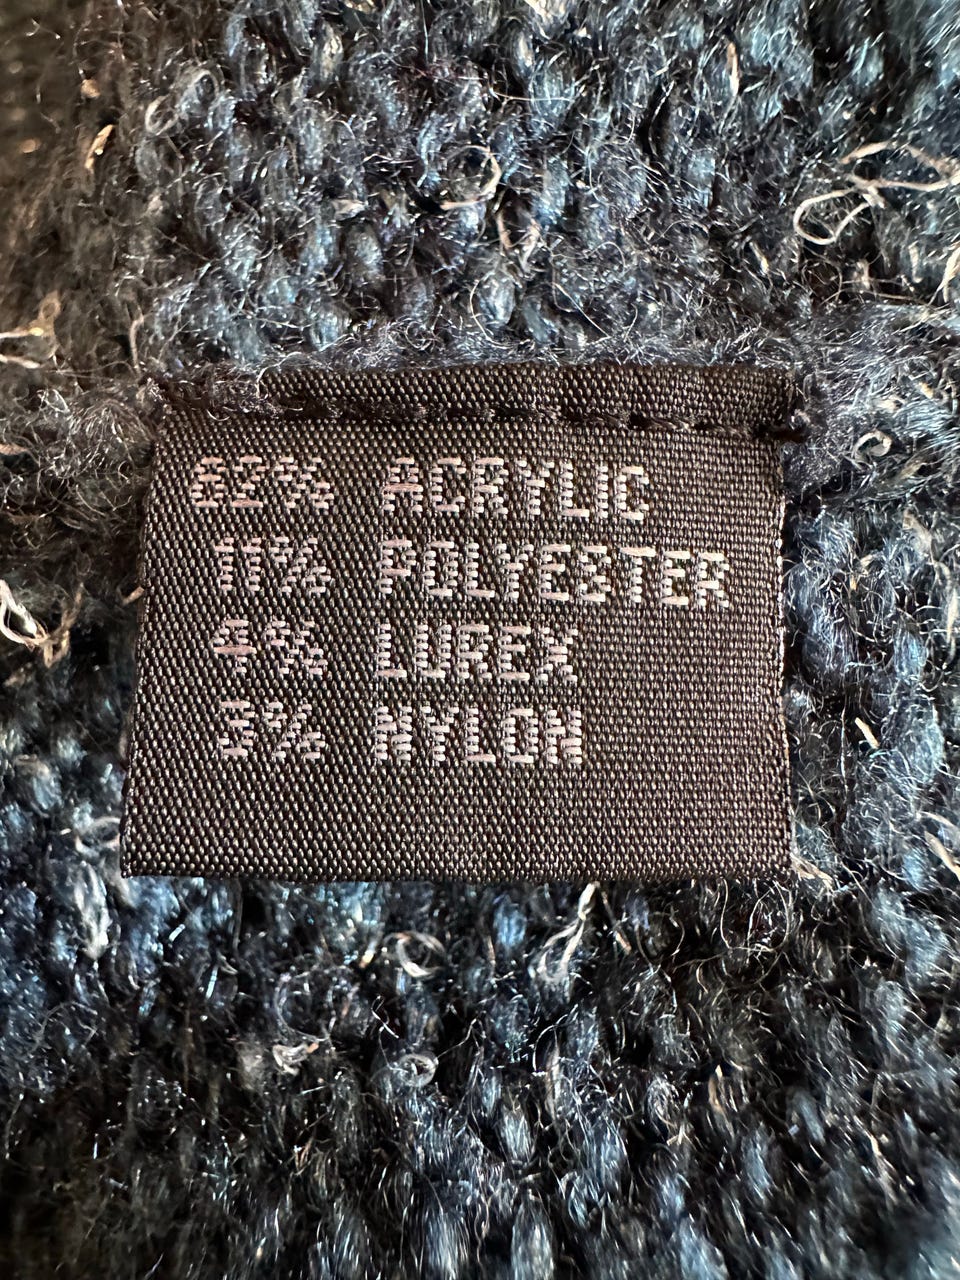 82% ACRYLIC
11% POLYESTER
4% LUREX
3% NYLON